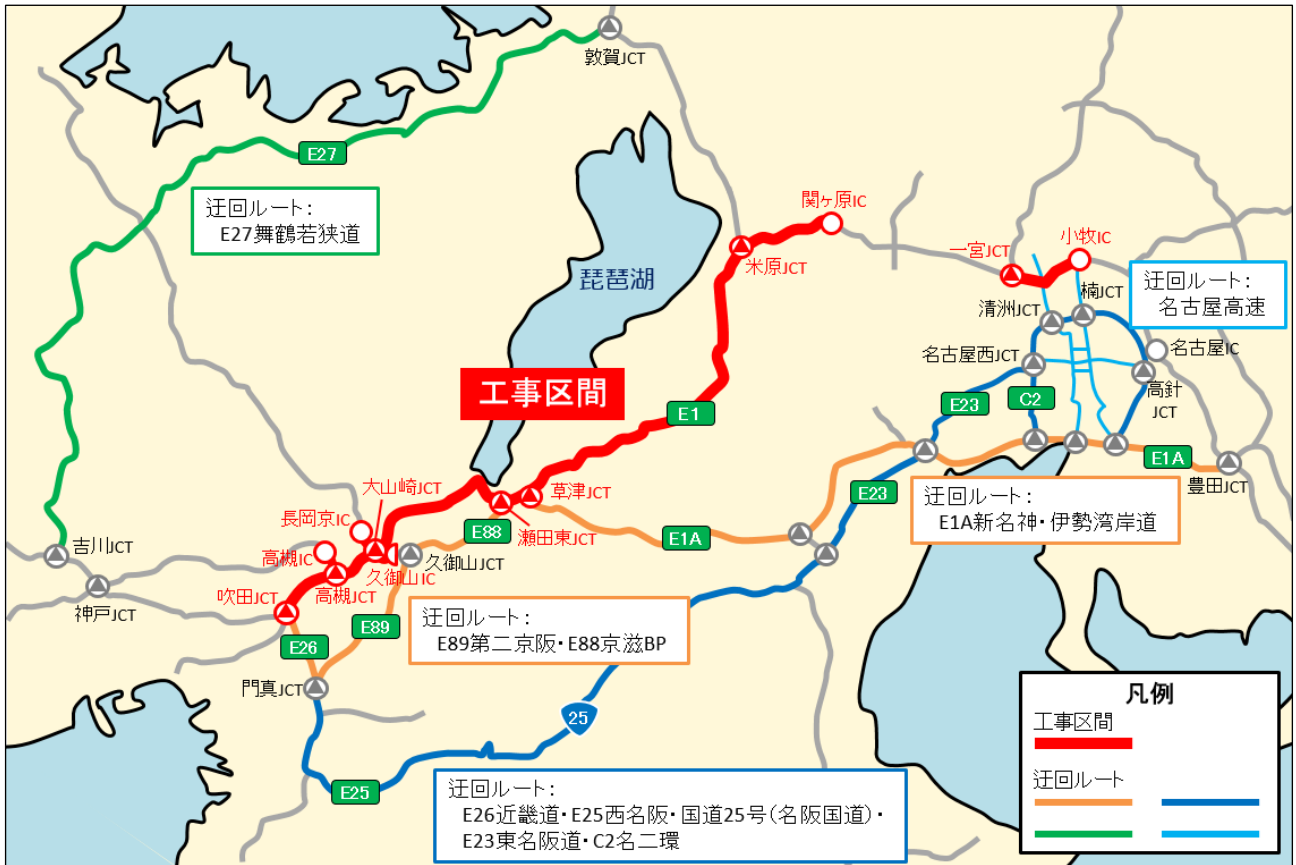 敦賀JCT
E27
迂回ルート：
E27舞鶴若狭道
関ヶ原IC
米原JCT
琵琶湖
一宮JCT
小牧IC
清洲JCT
楠JCT
迂回ルート：
名古屋高速
名古屋西JCT
名古屋IC
高針
JCT
工事区間
E1
E23
C2
E1A
豊田JCT
大山崎JCT
草津JCT
長岡京IC
E88
瀬田東JCT
E1A
E23
迂回ルート：
E1A新名神・伊勢湾岸道
吉川JCT
神戸JCT
高槻IC
高槻JCT
久御山IC
久御山JCT
吹田JCT
E89
E26
迂回ルート：
E89第二京阪・E88京滋BP
門真JCT
25
E25
迂回ルート：
E26近畿道・E25西名阪・国道25号（名阪国道）・
E23東名阪道・C2名二環
凡例
工事区間
迂回ルート